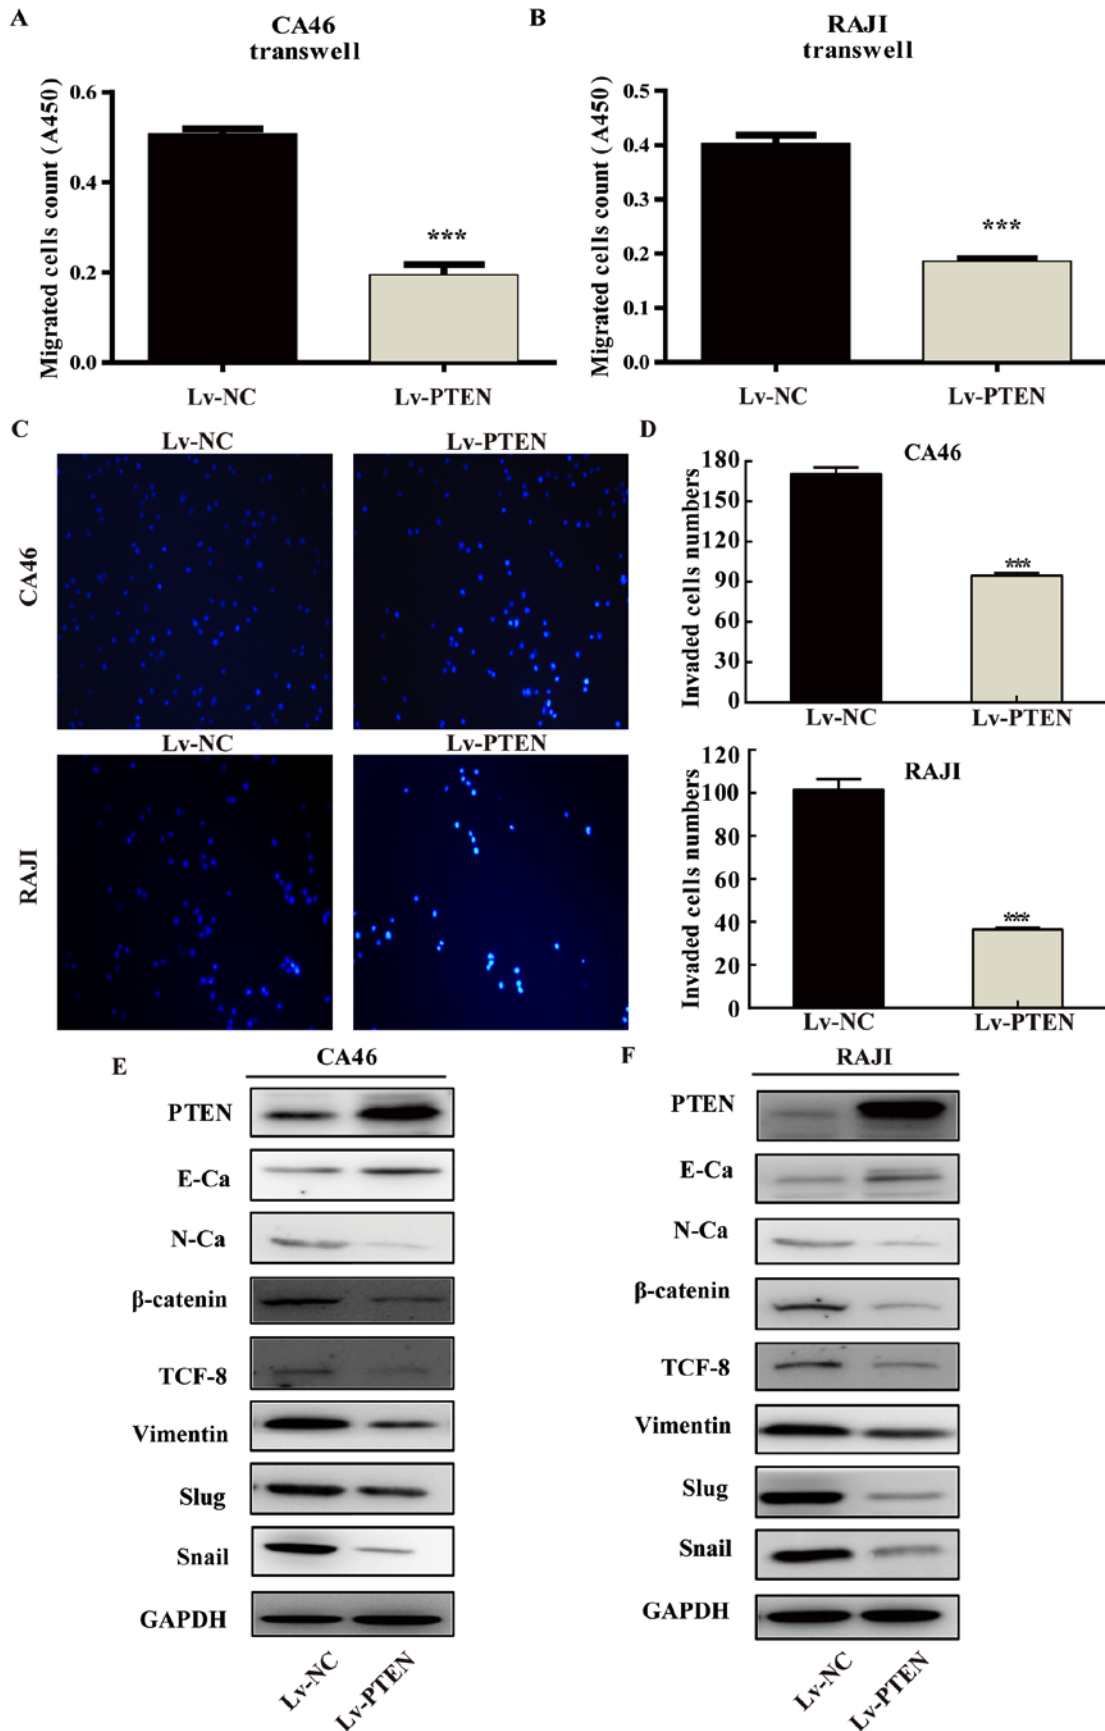 A
CA46
transwell
Migrated cells count ( A450)
0.6
0.4
0.2
0.0
***
Lv-NC
Lv-PTEN
B
RAJI
transwell
Migrated cells count ( A450)
0.5
0.4
0.3
0.2
0.1
0.0
***
Lv-NC
Lv-PTEN
C
Lv-NC
Lv-PTEN
CA46
Lv-NC
Lv-PTEN
RAJI
D
CA46
Invaded cells numbers
180
150
120
90
60
30
0
***
Lv-NC
Lv-PTEN
RAJI
Invaded cells numbers
120
100
80
60
40
20
0
***
Lv-NC
Lv-PTEN
E
CA46
PTEN
E-Ca
N-Ca
β-catenin
TCF-8
Vimentin
Slug
Snail
GAPDH
Lv-NC
Lv-PTEN
F
RAJI
PTEN
E-Ca
N-Ca
β-catenin
TCF-8
Vimentin
Slug
Snail
GAPDH
Lv-NC
Lv-PTEN